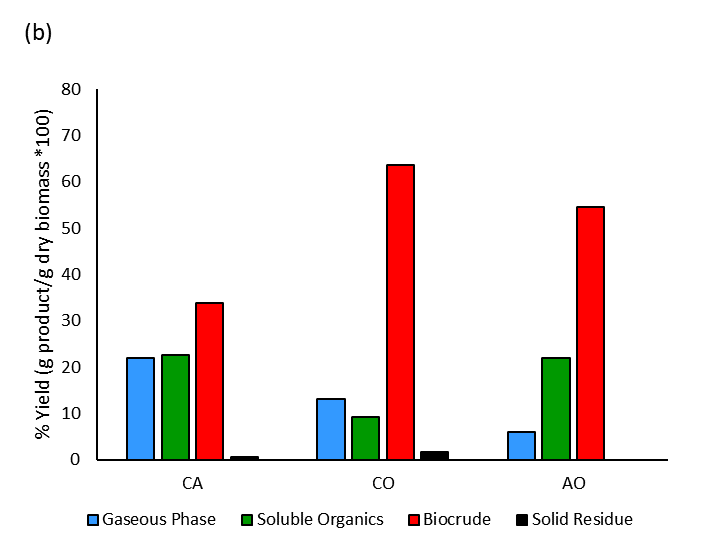 (b)
% Yield (g product/g dry biomass *100)
80
70
60
50
40
30
20
10
0
CA CO AO
Gaseous Phase Soluble Organics Biocrude Solid Residue